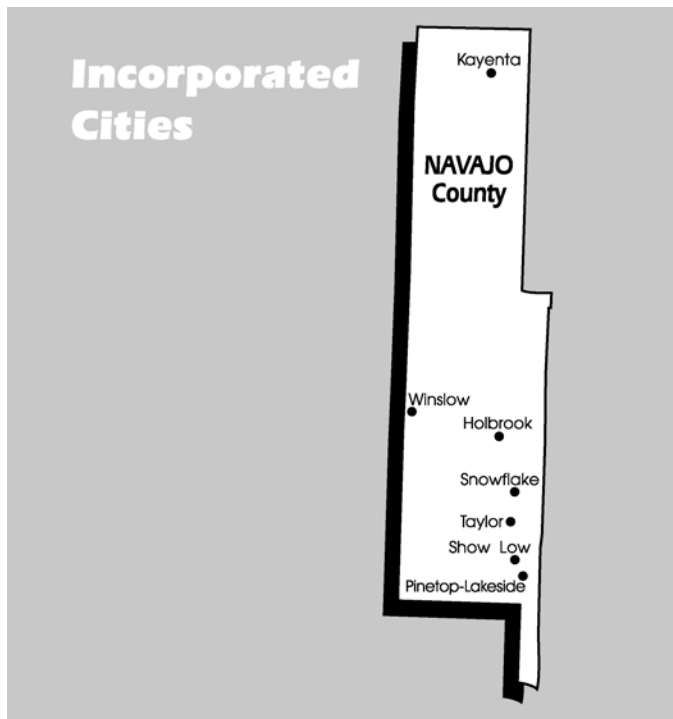 Incorporated
Cities
Kayenta
NAVAJO
County
Winslow
Holbrook
Snowflake
Taylor
Show Low
Pinetop-Lakeside